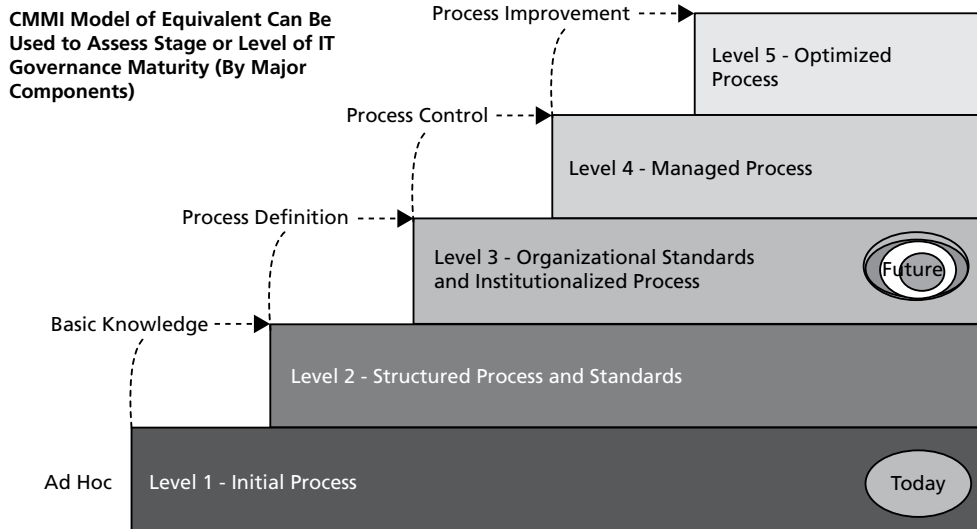 CMMI Model of Equivalent Can Be
Used to Assess Stage or Level of IT
Governance Maturity (By Major
Components)
Process Improvement
Level 5 - Optimized
Process
Process Control
Level 4 - Managed Process
Process Definition
Level 3 - Organizational Standards
and Institutionalized Process
Future
Basic Knowledge
Level 2 - Structured Process and Standards
Ad Hoc
Level 1 - Initial Process
Today